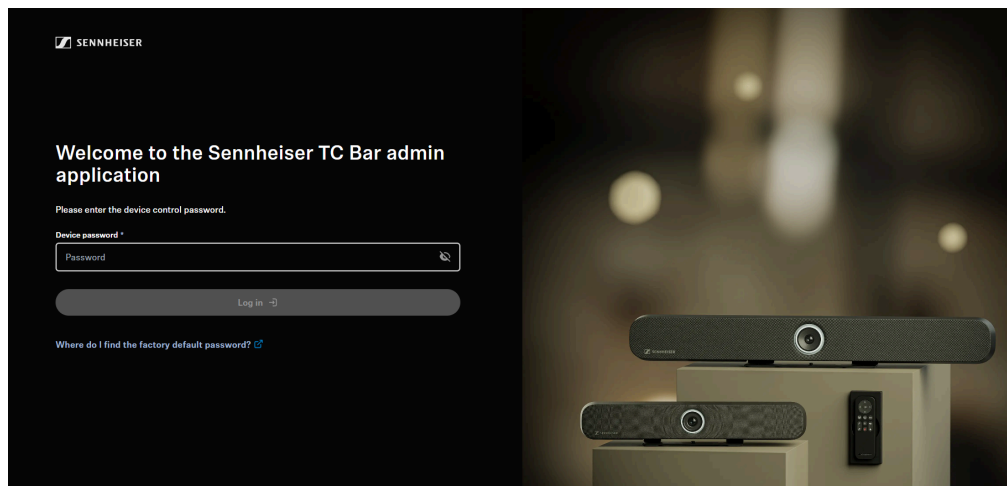 SENNHEISER
Welcome to the Sennheiser TC Bar admin
application
Please enter the device control password.
Device password *
Password
Log in
Where do I find the factory default password?
SENNHEISER